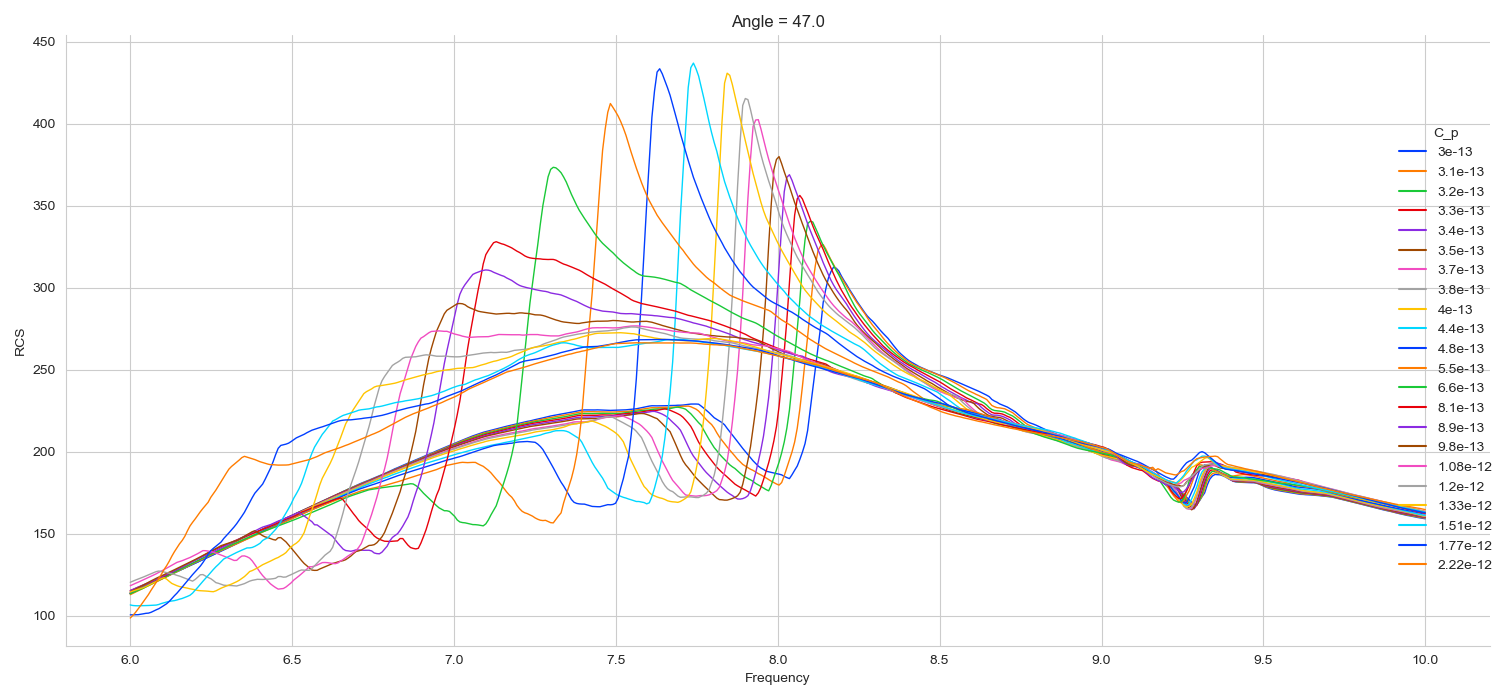 Angle = 47.0
450
400
350
300
250
200
150
100
RCS
6.0 6.5 7.0 7.5 8.0 8.5 9.0 9.5 10.0
Frequency
C_p
3e-13
3.1e-13
3.2e-13
3.3e-13
3.4e-13
3.5e-13
3.7e-13
3.8e-13
4e-13
4.4e-13
4.8e-13
5.5e-13
6.6e-13
8.1e-13
8.9e-13
9.8e-13
1.08e-12
1.2e-12
1.33e-12
1.51e-12
1.77e-12
2.22e-12